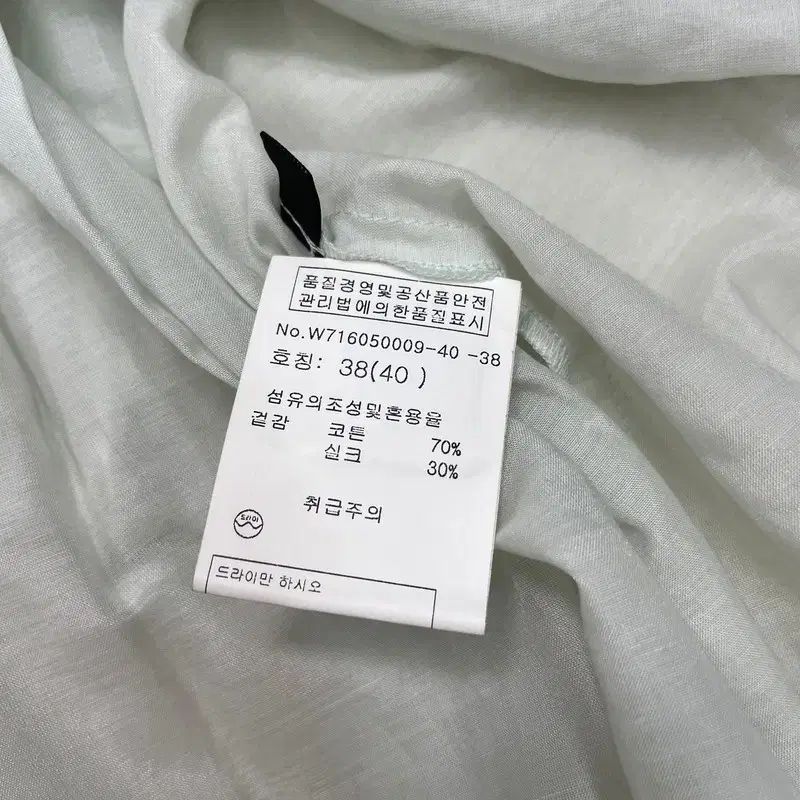 품질경영및공산품안전
관리법에의한품질표시
No.W716050009-40 -38
호칭: 38(40 )
섬유의조성및혼용율
겉감 코튼 70%
실크 30%
취급주의
드라이
드라이만 하시오